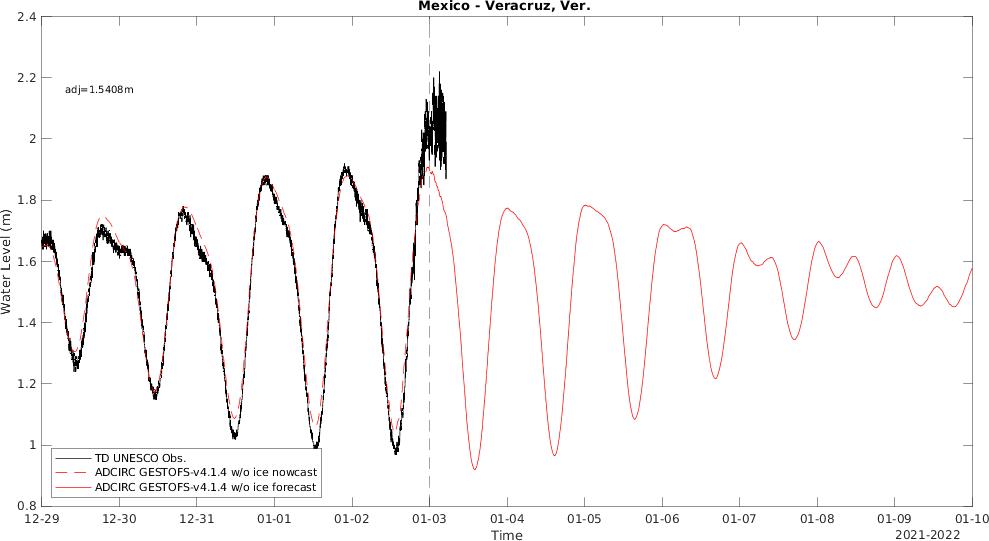 Mexico - Veracruz, Ver.
2.4
2.2
adj=1.5408m
2
1.8
1.6
1.4
1.2
1
0.8
Water Level (m)
TD UNESCO Obs.
ADCIRC GESTOFS-v4.1.4 w/o ice nowcast
ADCIRC GESTOFS-v4.1.4 w/o ice forecast
12-29 12-30 12-31 01-01 01-02 01-03 01-04 01-05 01-06 01-07 01-08 01-09 01-10
Time
2021-2022